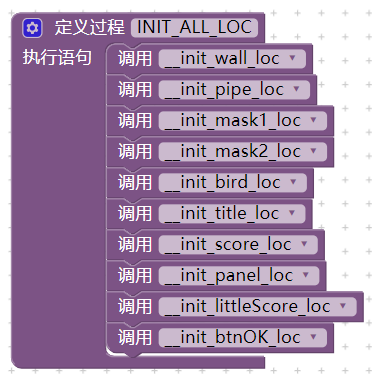 定义过程 INIT_ALL_LOC
执行语句 调用 __init_wall_loc
调用 __init_pipe_loc
调用 __init_mask1_loc
调用 __init_mask2_loc
调用 __init_bird_loc
调用 __init_title_loc
调用 __init_score_loc
调用 __init_panel_loc
调用 __init_littleScore_loc
调用 __init_btnOK_loc